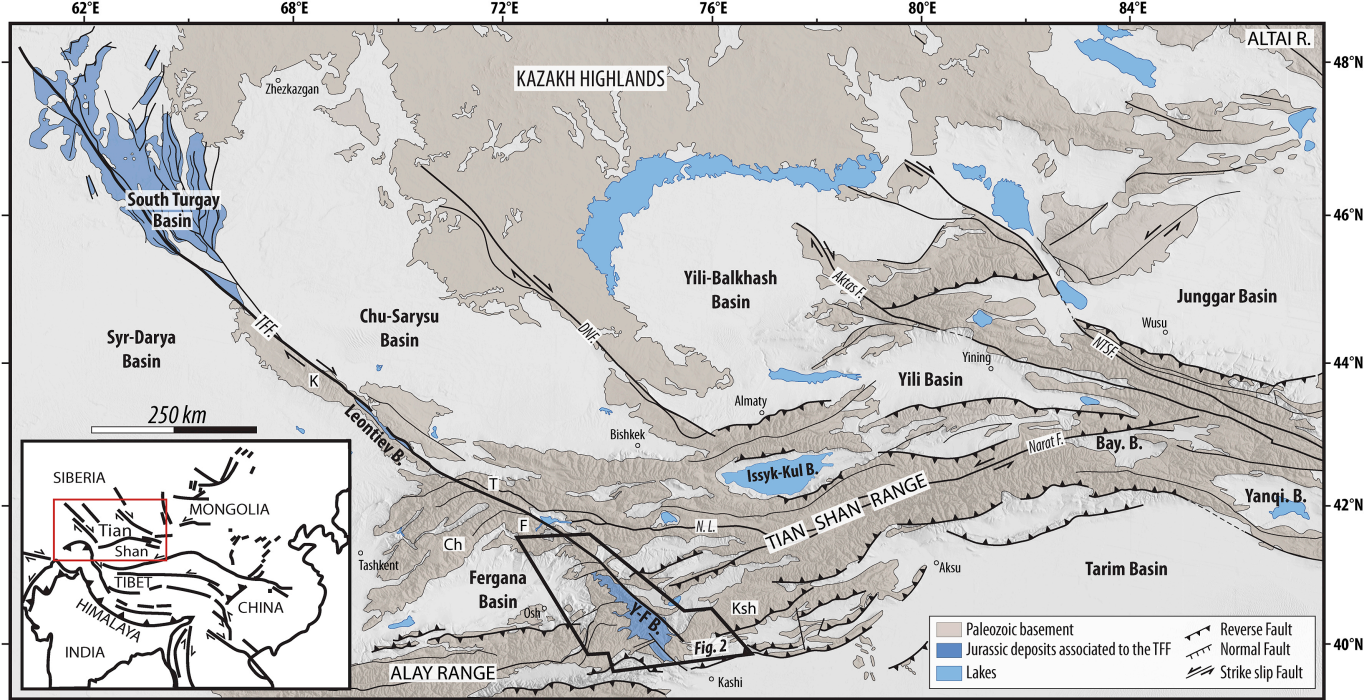 62°E 68°E 72°E 76°E 80°E 84°E
ALTAI R.
48°N
KAZAKH HIGHLANDS
Zhezkazgan
South Turgay
Basin
46°N
Yili-Balkhash
Basin
Aktas F.
Junggar Basin
Chu-Sarysu
Basin
TFF.
DNF.
Syr-Darya
Basin
Wusu
NTSF.
44°N
Yining
Yili Basin
K
Almaty
250 km
Leontiev B.
Bishkek
Narat F.
Bay. B.
Issyk-Kul B.
Yanqi. B.
T
42°N
F
N. L.
TIAN SHAN RANGE
Ch
Tashkent
Fergana
Basin
Aksu
Tarim Basin
Osh
Y-F B.
Ksh
Fig. 2
40°N
ALAY RANGE
Kashi
SIBERIA
MONGOLIA
Tian
Shan
TIBET
HIMALAYA
CHINA
INDIA
Paleozoic basement
Jurassic deposits associated to the TFF
Lakes
Reverse Fault
Normal Fault
Strike slip Fault